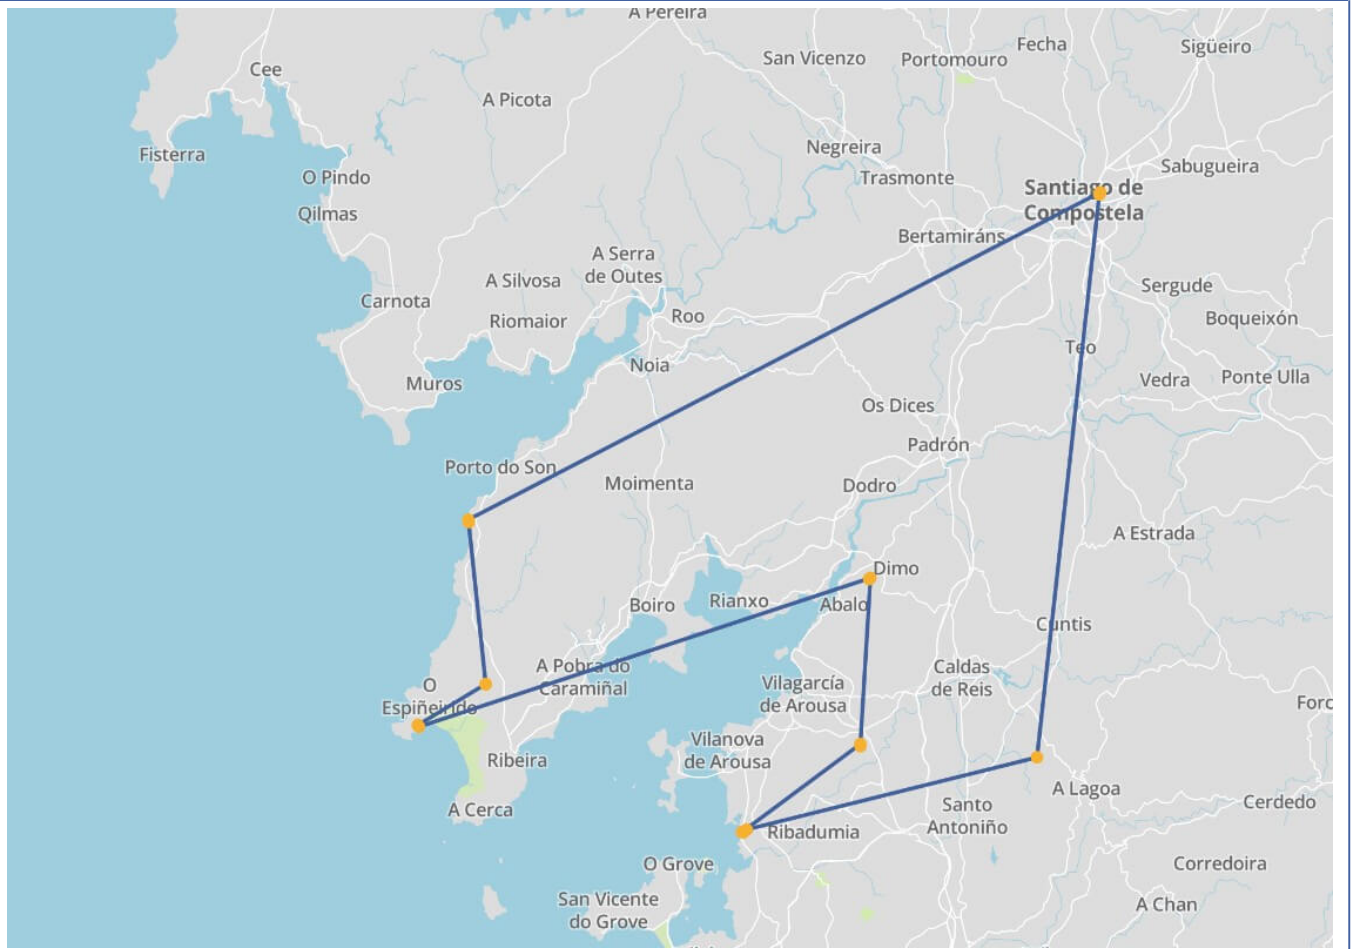 A Pereira
Fecha
Sigüeiro
San Vicenzo
Portomouro
Cee
A Picota
Negreira
Fisterra
Sabugueira
O Pindo
Trasmonte
Santiago de
Compostela
Qilmas
Bertamiráns
A Serra
de Outes
A Silvosa
Sergude
Carnota
Roo
Boqueixón
Riomaior
Teo
Noia
Muros
Vedra
Ponte Ulla
Os Dices
Padrón
Porto do Son
Moimenta
Dodro
A Estrada
Dimo
Boiro
Rianxo
Abalo
Cuntis
A Pobra do
Caramiñal
Caldas
de Reis
O
Espiñeirido
Vilagarcía
de Arousa
Forc
Vilanova
de Arousa
Ribeira
A Lagoa
A Cerca
Santo
Antoniño
Cerdedo
Ribadumia
O Grove
Corredoira
San Vicente
do Grove
A Chan